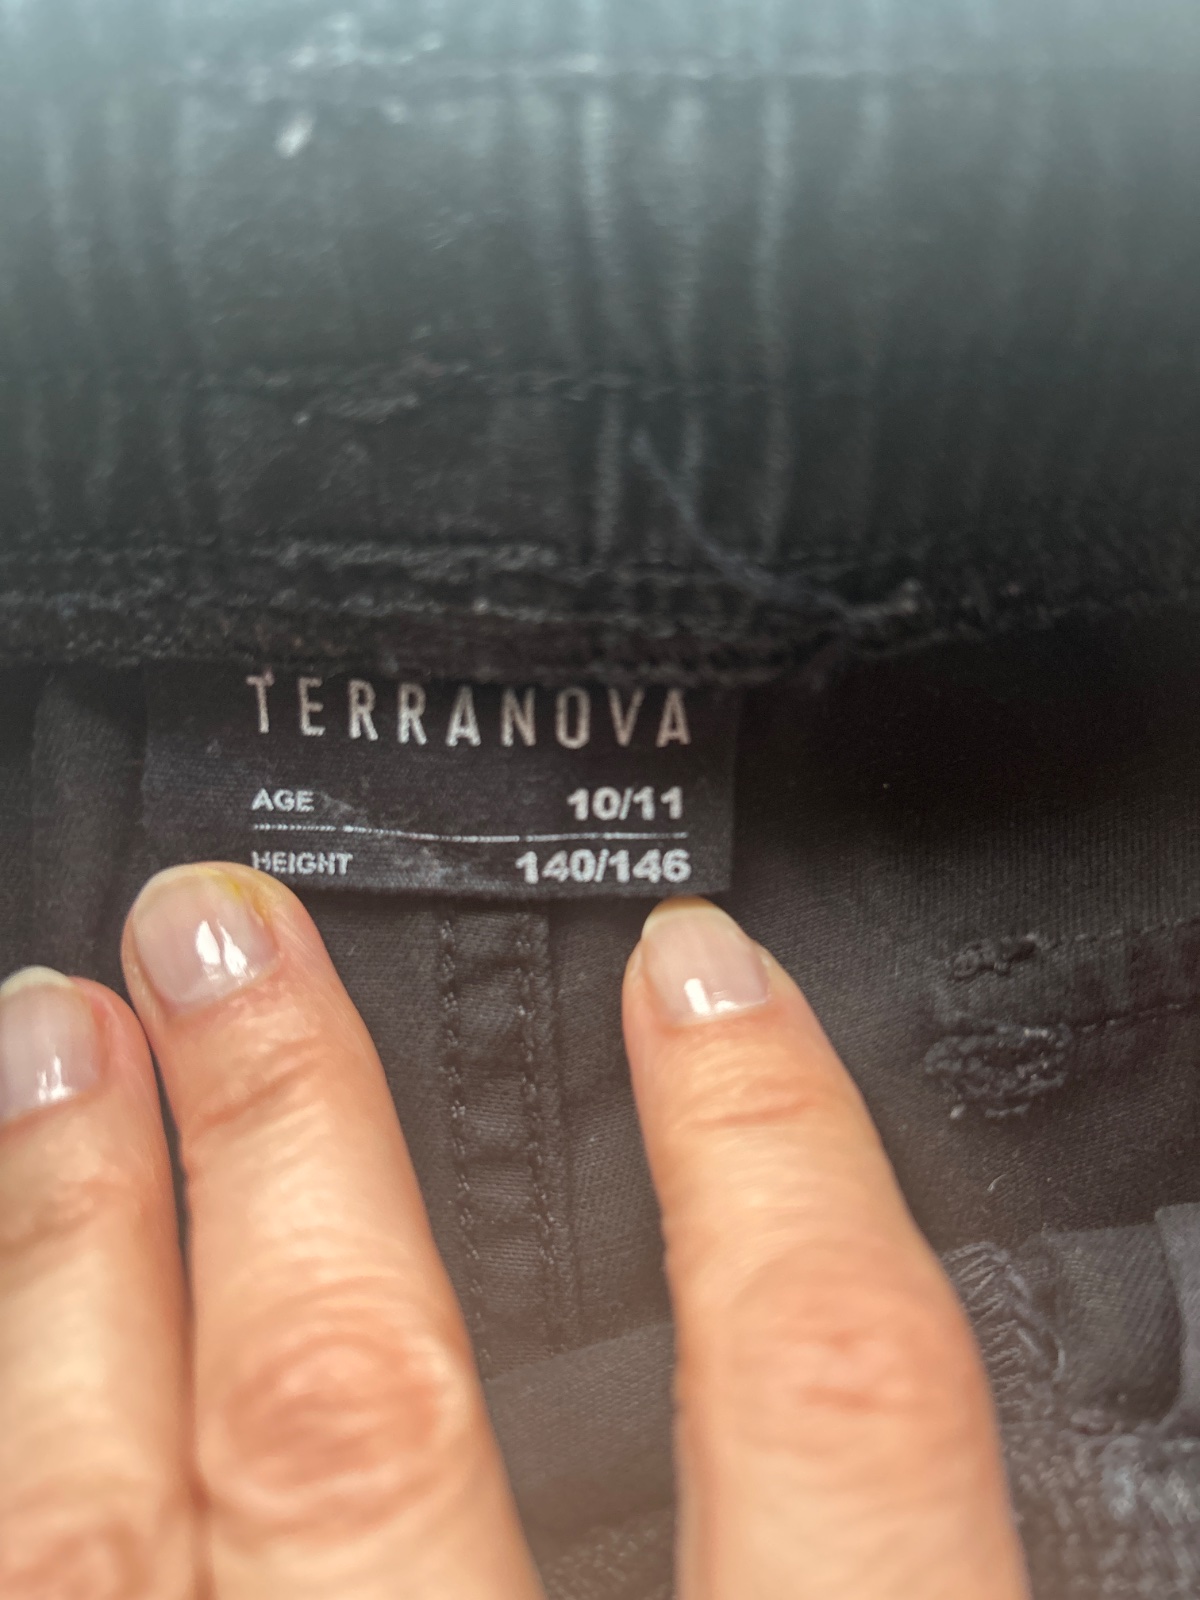 TERRANOVA
AGE 10/11
HEIGHT 140/146